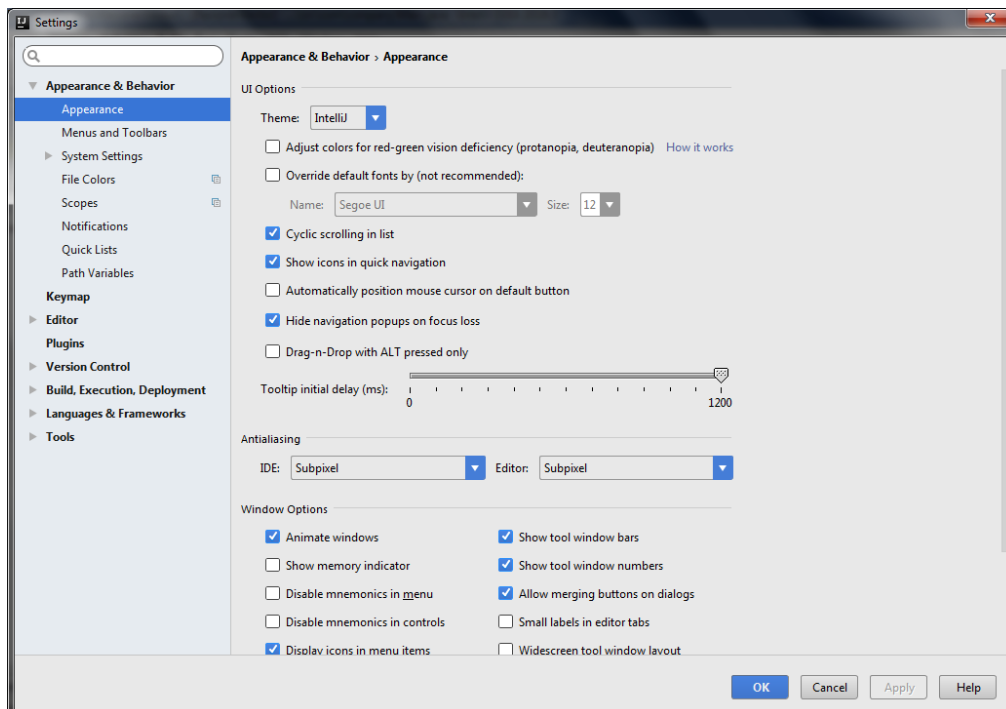 Settings
Appearance & Behavior
Appearance
Menus and Toolbars
System Settings
File Colors
Scopes
Notifications
Quick Lists
Path Variables
Keymap
Editor
Plugins
Version Control
Build, Execution, Deployment
Languages & Frameworks
Tools
Appearance & Behavior › Appearance
UI Options
Theme: IntelliJ
Adjust colors for red-green vision deficiency (protanopia, deuteranopia) How it works
Override default fonts by (not recommended):
Name: Segoe UI Size: 12
Cyclic scrolling in list
Show icons in quick navigation
Automatically position mouse cursor on default button
Hide navigation popups on focus loss
Drag-n-Drop with ALT pressed only
Tooltip initial delay (ms):
0 1200
Antialiasing
IDE: Subpixel Editor: Subpixel
Window Options
Animate windows Show tool window bars
Show memory indicator Show tool window numbers
Disable mnemonics in menu Allow merging buttons on dialogs
Disable mnemonics in controls Small labels in editor tabs
Display icons in menu items Widescreen tool window layout
OK Cancel Apply Help